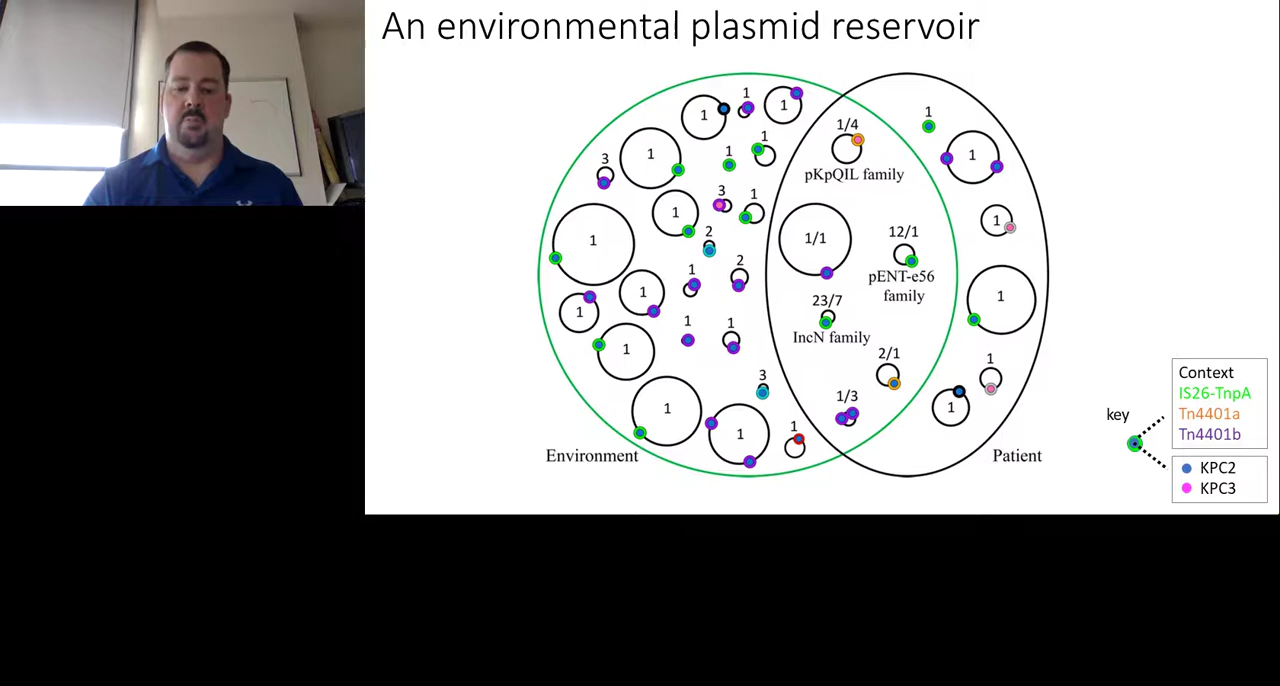 An environmental plasmid reservoir
1
1
1
1
1
1
3
1
3
1
1
2
2
1
1
1
1
1
1
1
3
1
1
1
1/4
pKpQIL family
1/1
12/1
pENT-e56
family
23/7
IncN family
2/1
1/3
1
1
1
1
1
1
Environment
Patient
key
Context
IS26-TnpA
Tn4401a
Tn4401b
KPC2
KPC3